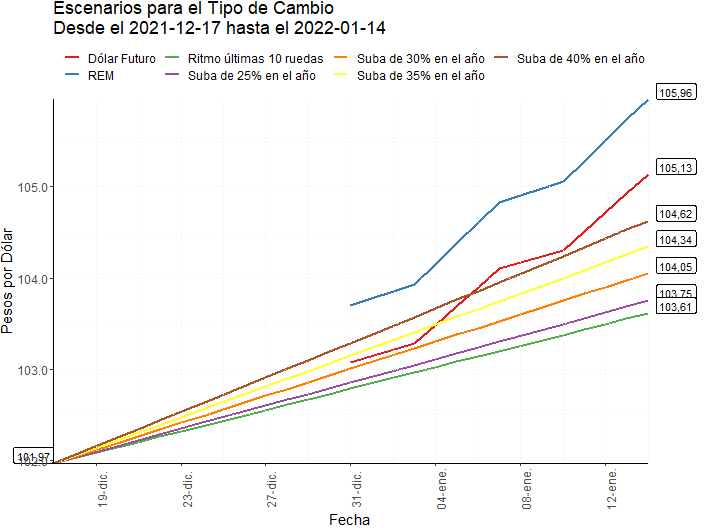 Escenarios para el Tipo de Cambio
Desde el 2021-12-17 hasta el 2022-01-14
Dólar Futuro Ritmo últimas 10 ruedas Suba de 30% en el año Suba de 40% en el año
REM Suba de 25% en el año Suba de 35% en el año
105,96
105,13
104,62
104,34
104,05
103,75
103,61
101,97
105.0
104.0
103.0
102.0
Pesos por Dólar
19-dic.
23-dic.
27-dic.
31-dic.
04-ene.
08-ene.
12-ene.
Fecha